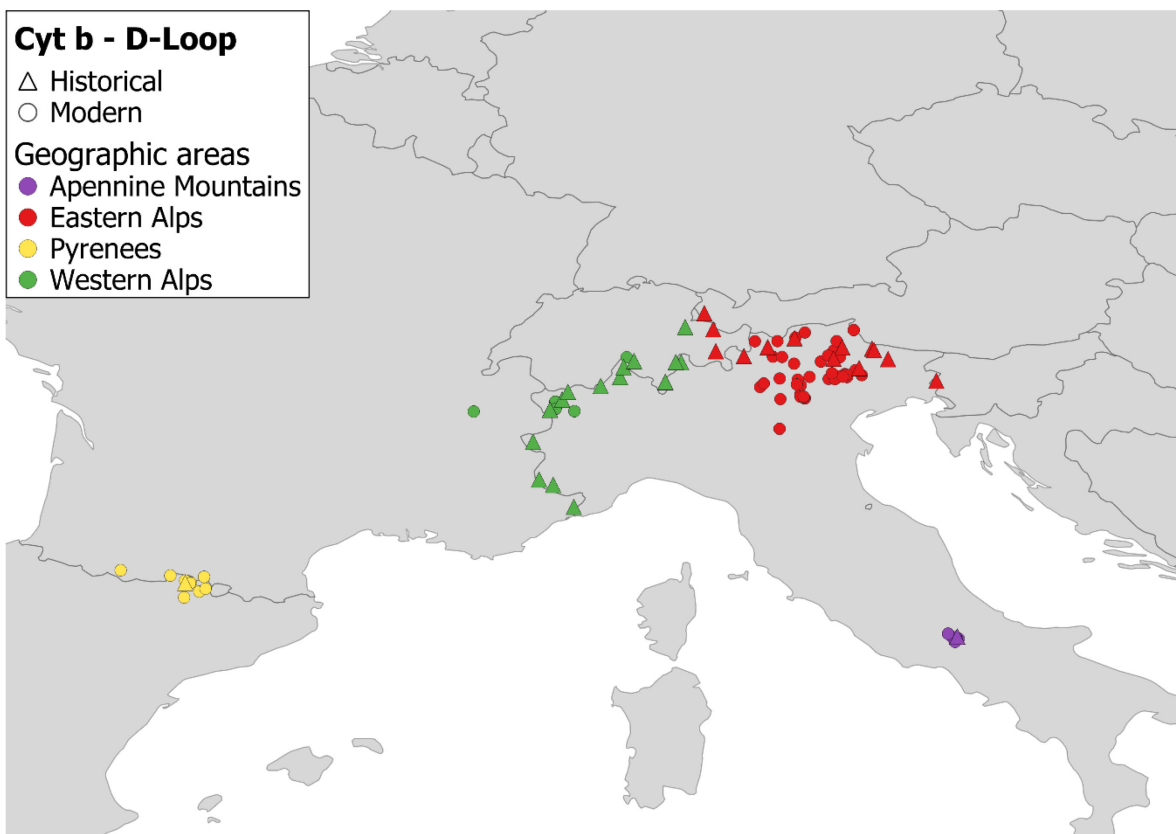 Cyt b - D-Loop
Historical
Modern
Geographic areas
Apennine Mountains
Eastern Alps
Pyrenees
Western Alps